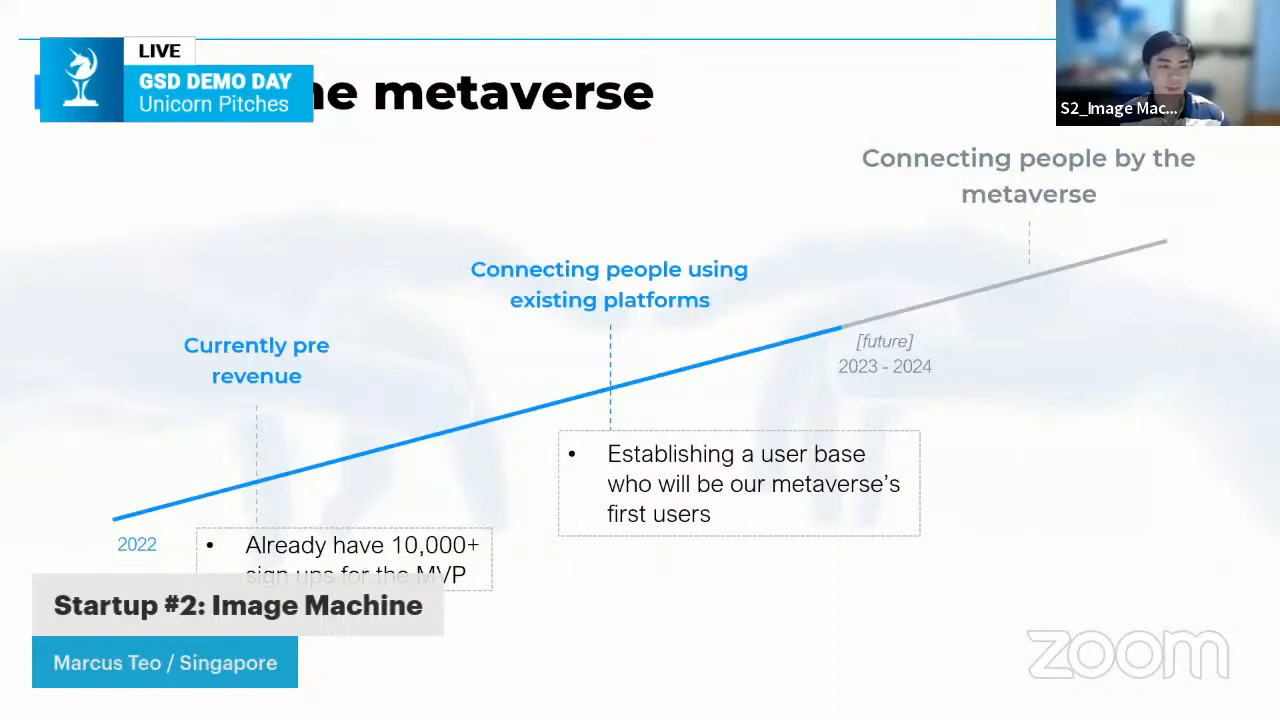 LIVE
GSD DEMO DAY
Unicorn Pitches
he metaverse
S2_Image Mac...
Connecting people by the
metaverse
Connecting people using
existing platforms
Currently pre
revenue
[future]
2023 - 2024
• Establishing a user base
who will be our metaverse's
first users
2022
• Already have 10,000+
sign ups for the MVP
Startup #2: Image Machine
Marcus Teo / Singapore
zoom